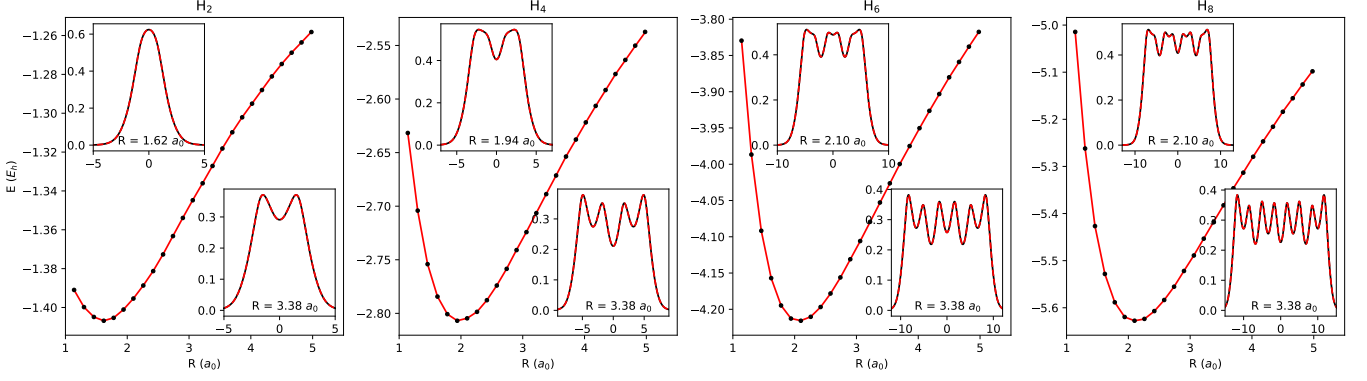 H₂
E (Eₕ)
−1.26
−1.28
−1.30
−1.32
−1.34
−1.36
−1.38
−1.40
1 2 3 4 5
R (a₀)
0.6
0.4
0.2
0.0
−5 0 5
R = 1.62 a₀
0.3
0.2
0.1
0.0
−5 0 5
R = 3.38 a₀
H₄
−2.55
−2.60
−2.65
−2.70
−2.75
−2.80
1 2 3 4 5
R (a₀)
0.4
0.2
0.0
−5 0 5
R = 1.94 a₀
0.3
0.2
0.1
0.0
−5 0 5
R = 3.38 a₀
H₆
−3.80
−3.85
−3.90
−3.95
−4.00
−4.05
−4.10
−4.15
−4.20
1 2 3 4 5
R (a₀)
0.4
0.2
0.0
−10 0 10
R = 2.10 a₀
0.4
0.3
0.2
0.1
0.0
−10 0 10
R = 3.38 a₀
H₈
−5.0
−5.1
−5.2
−5.3
−5.4
−5.5
−5.6
1 2 3 4 5
R (a₀)
0.4
0.2
0.0
−10 0 10
R = 2.10 a₀
0.4
0.3
0.2
0.1
0.0
−10 0 10
R = 3.38 a₀